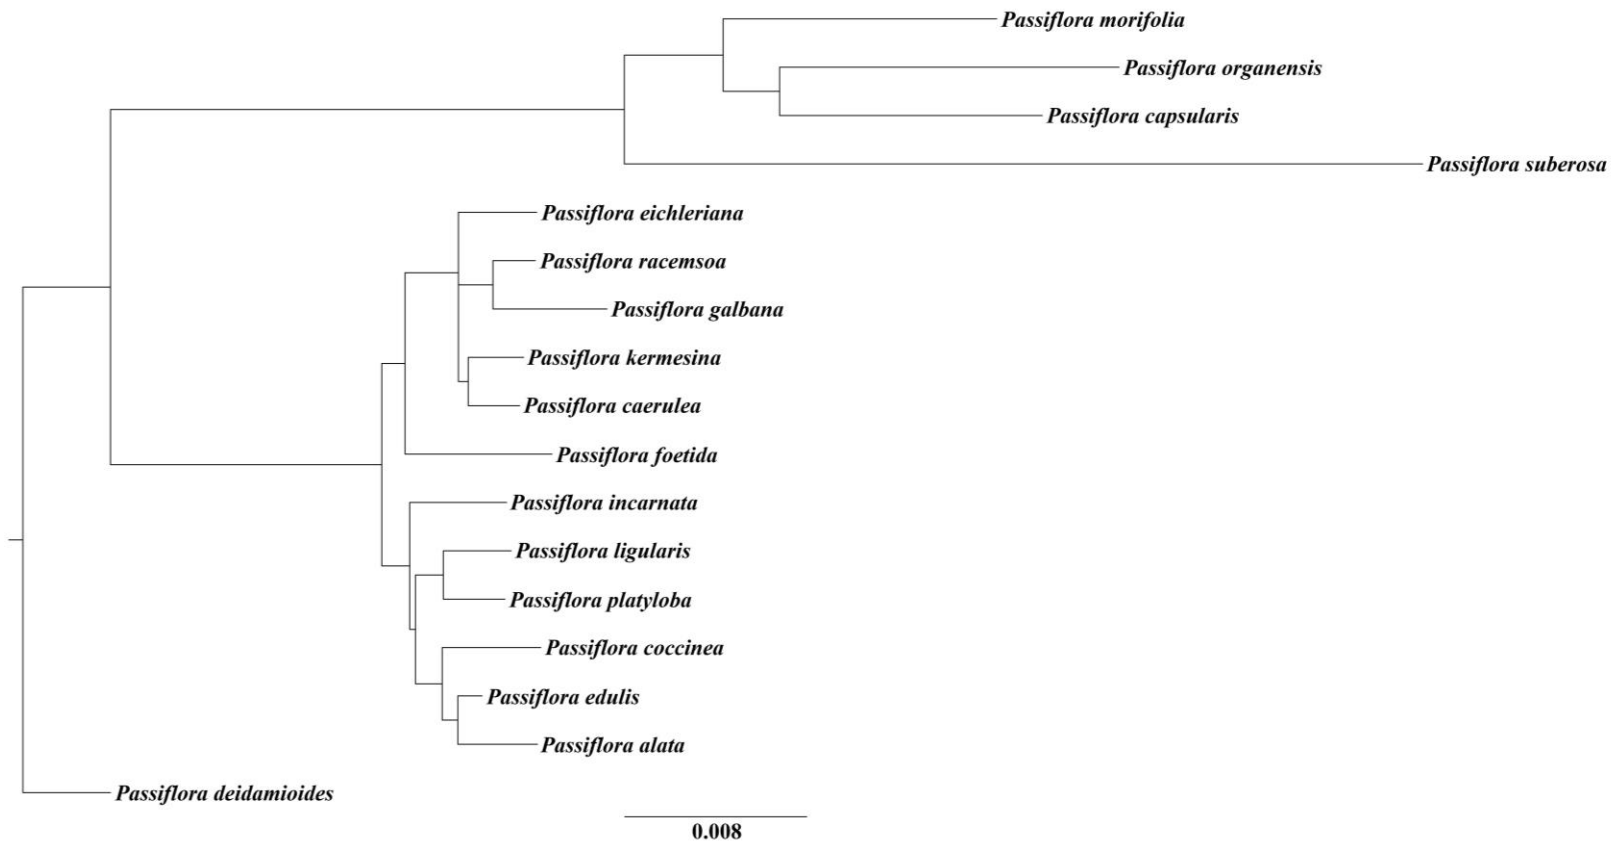 Passiflora morifolia
Passiflora organensis
Passiflora capsularis
Passiflora suberosa
Passiflora eichleriana
Passiflora racemsoa
Passiflora galbana
Passiflora kermesina
Passiflora caerulea
Passiflora foetida
Passiflora incarnata
Passiflora ligularis
Passiflora platyloba
Passiflora coccinea
Passiflora edulis
Passiflora alata
Passiflora deidamioides
0.008